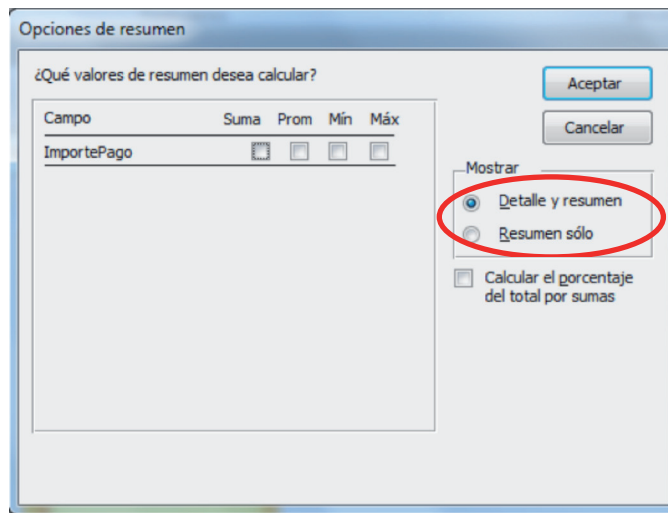 Opciones de resumen
¿Qué valores de resumen desea calcular?
Campo Suma Prom Mín Máx
ImportePago
Aceptar
Cancelar
Mostrar
Detalle y resumen
Resumen sólo
Calcular el porcentaje
del total por sumas